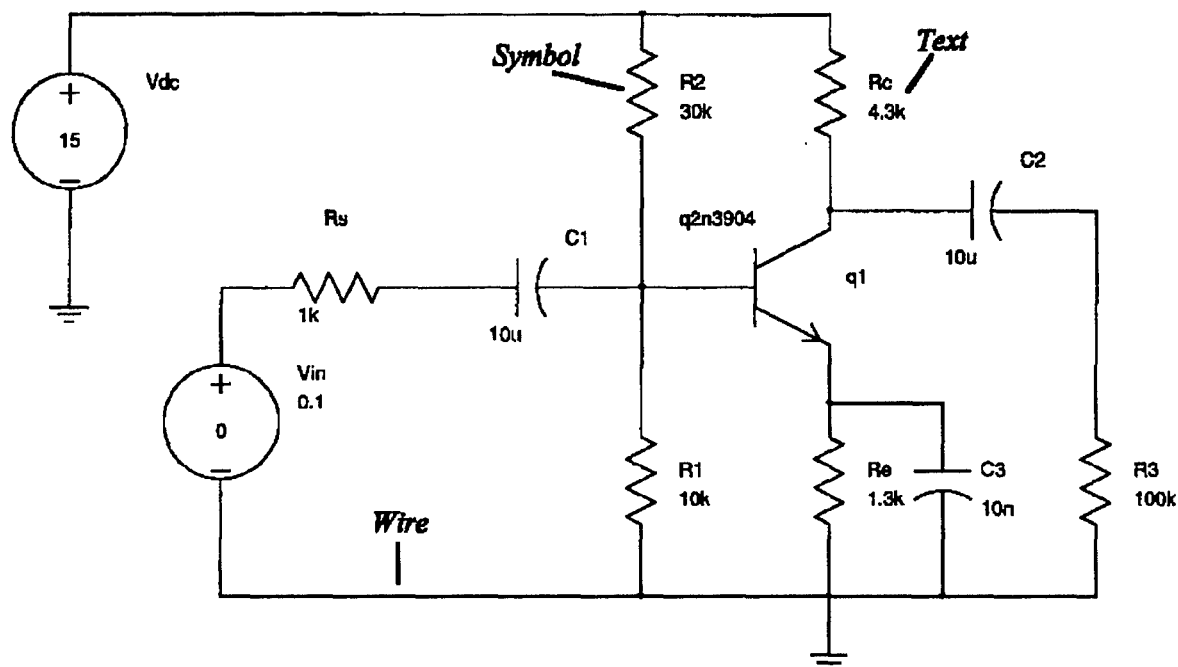 Symbol
Text
Vdc
+
15
−
R2
30k
Rc
4.3k
C2
10u
q2n3904
q1
Rs
1k
C1
10u
Vin
0.1
+
0
−
R1
10k
Re
1.3k
C3
10n
R3
100k
Wire